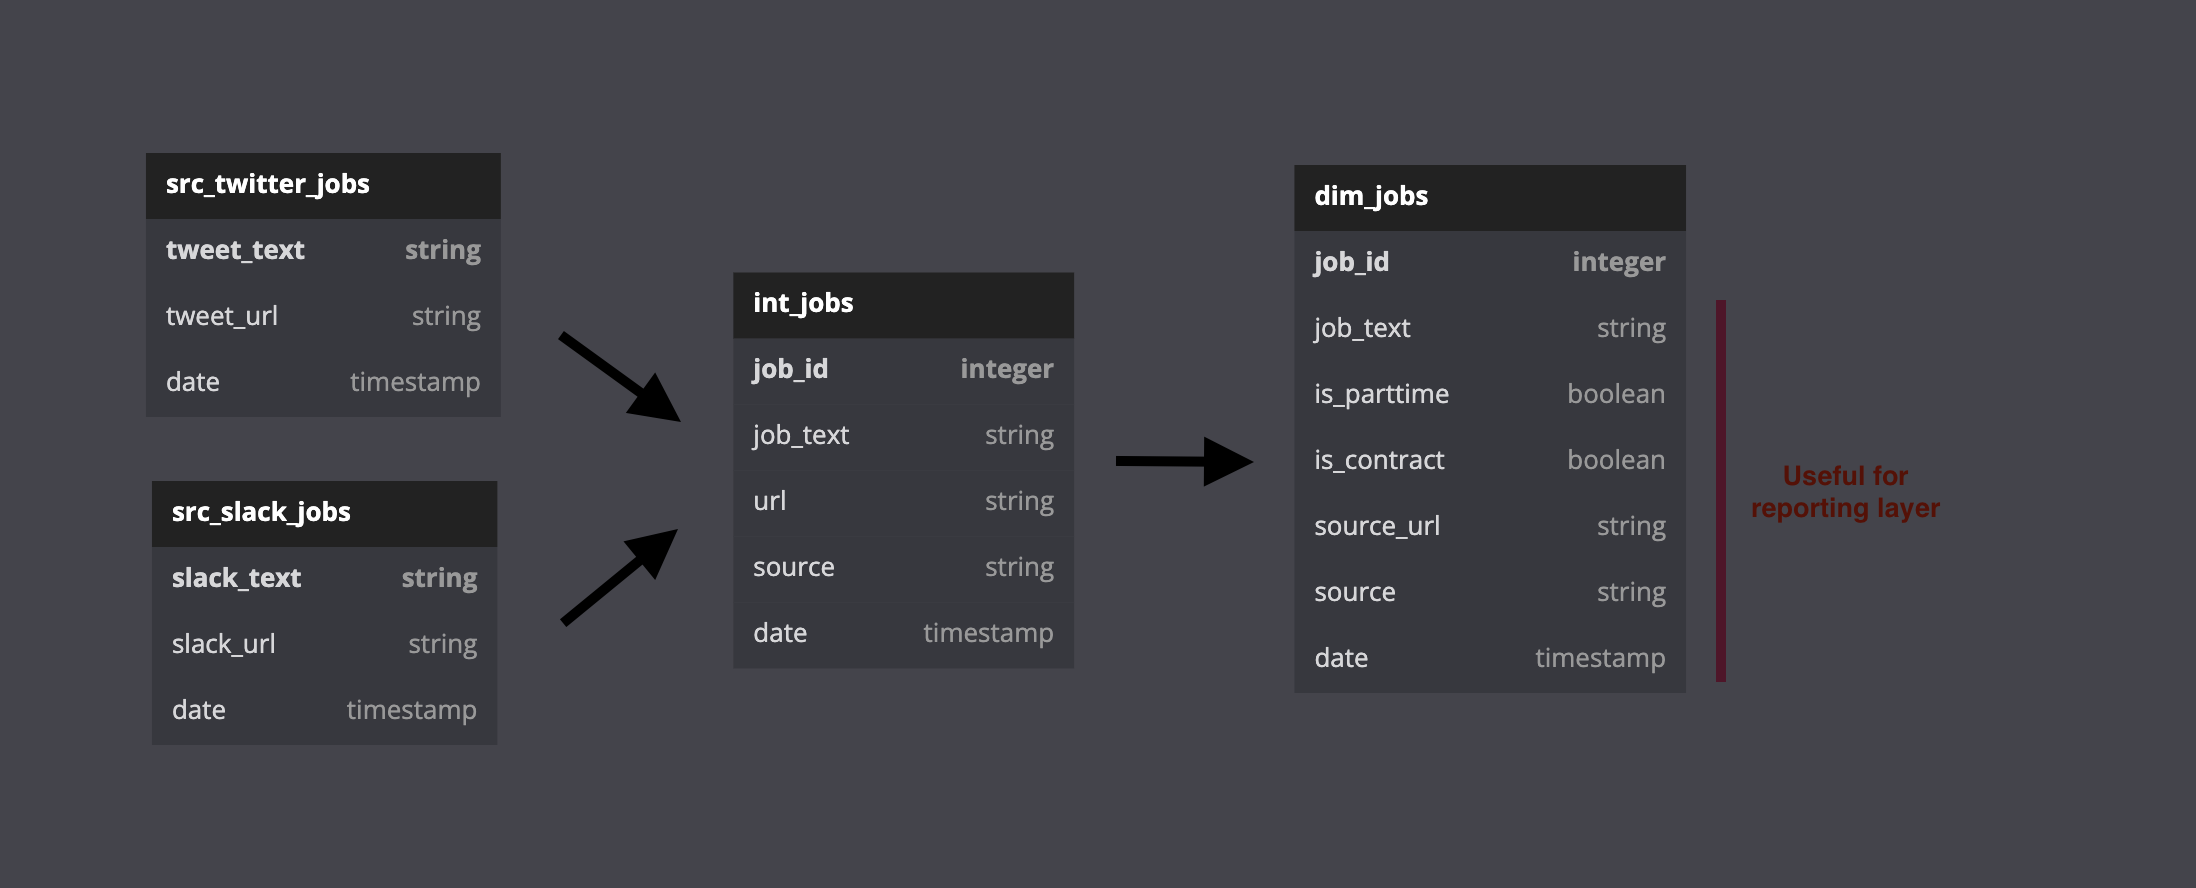 src_twitter_jobs
tweet_text string
tweet_url string
date timestamp
src_slack_jobs
slack_text string
slack_url string
date timestamp
int_jobs
job_id integer
job_text string
url string
source string
date timestamp
dim_jobs
job_id integer
job_text string
is_parttime boolean
is_contract boolean
source_url string
source string
date timestamp
Useful for
reporting layer